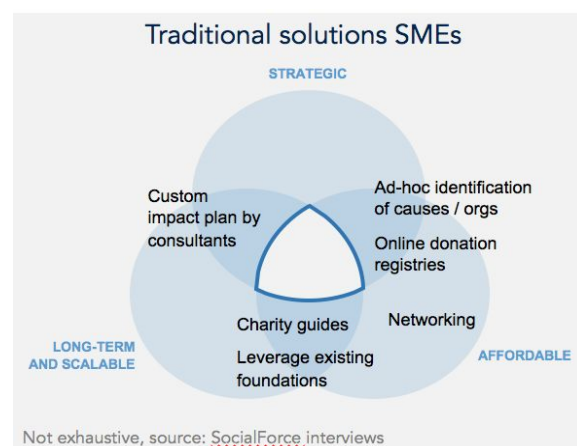 Traditional solutions SMEs
STRATEGIC
Custom
impact plan by
consultants
Ad-hoc identification
of causes / orgs
Online donation
registries
Charity guides
Leverage existing
foundations
Networking
LONG-TERM
AND SCALABLE
AFFORDABLE
Not exhaustive, source: SocialForce interviews